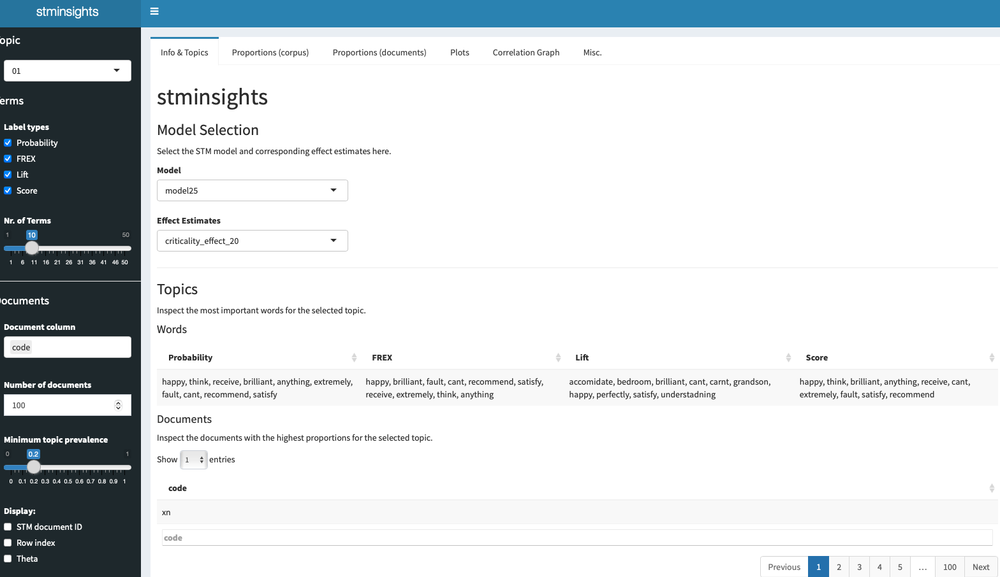 stminsights
opic
01
erms
Label types
Probability
FREX
Lift
Score
Nr. of Terms
1 10 50
1 6 11 16 21 26 31 36 41 46 50
Documents
Document column
code
Number of documents
100
Minimum topic prevalence
0 0.2 1
0 0.1 0.2 0.3 0.4 0.5 0.6 0.7 0.8 0.9 1
Display:
STM document ID
Row index
Theta
Info & Topics Proportions (corpus) Proportions (documents) Plots Correlation Graph Misc.
stminsights
Model Selection
Select the STM model and corresponding effect estimates here.
Model
model25
Effect Estimates
criticality_effect_20
Topics
Inspect the most important words for the selected topic.
Words
Probability FREX Lift Score
happy, think, receive, brilliant, anything, extremely,
fault, cant, recommend, satisfy
happy, brilliant, fault, cant, recommend, satisfy,
receive, extremely, think, anything
accomidate, bedroom, brilliant, cant, carnt, grandson,
happy, perfectly, satisfy, understadning
happy, think, brilliant, anything, receive, cant,
extremely, fault, satisfy, recommend
Documents
Inspect the documents with the highest proportions for the selected topic.
Show 1 entries
code
xn
code
Previous 1 2 3 4 5 … 100 Next